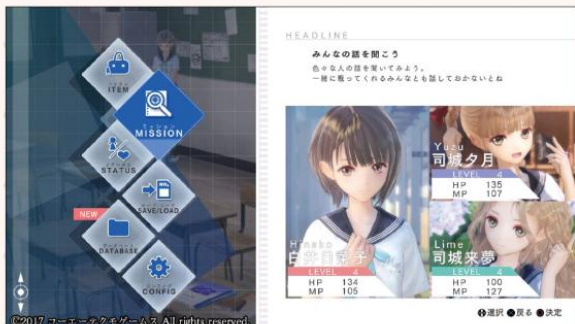 ITEM
MISSION
STATUS
SAVE/LOAD
NEW
DATABASE
CONFIG
©2017 コーエーテクモゲームス All rights reserved.
HEADLINE
みんなの話を聞こう
色々な人の話を聞いてみよう。
一緒に戦ってくれるみんなとも話しておかないとね
Hinako
白井日菜子
LEVEL 4
HP 134
MP 105
Yuzu
司城夕月
LEVEL 4
HP 135
MP 107
Lime
司城来夢
LEVEL 4
HP 100
MP 127
選択 戻る 決定